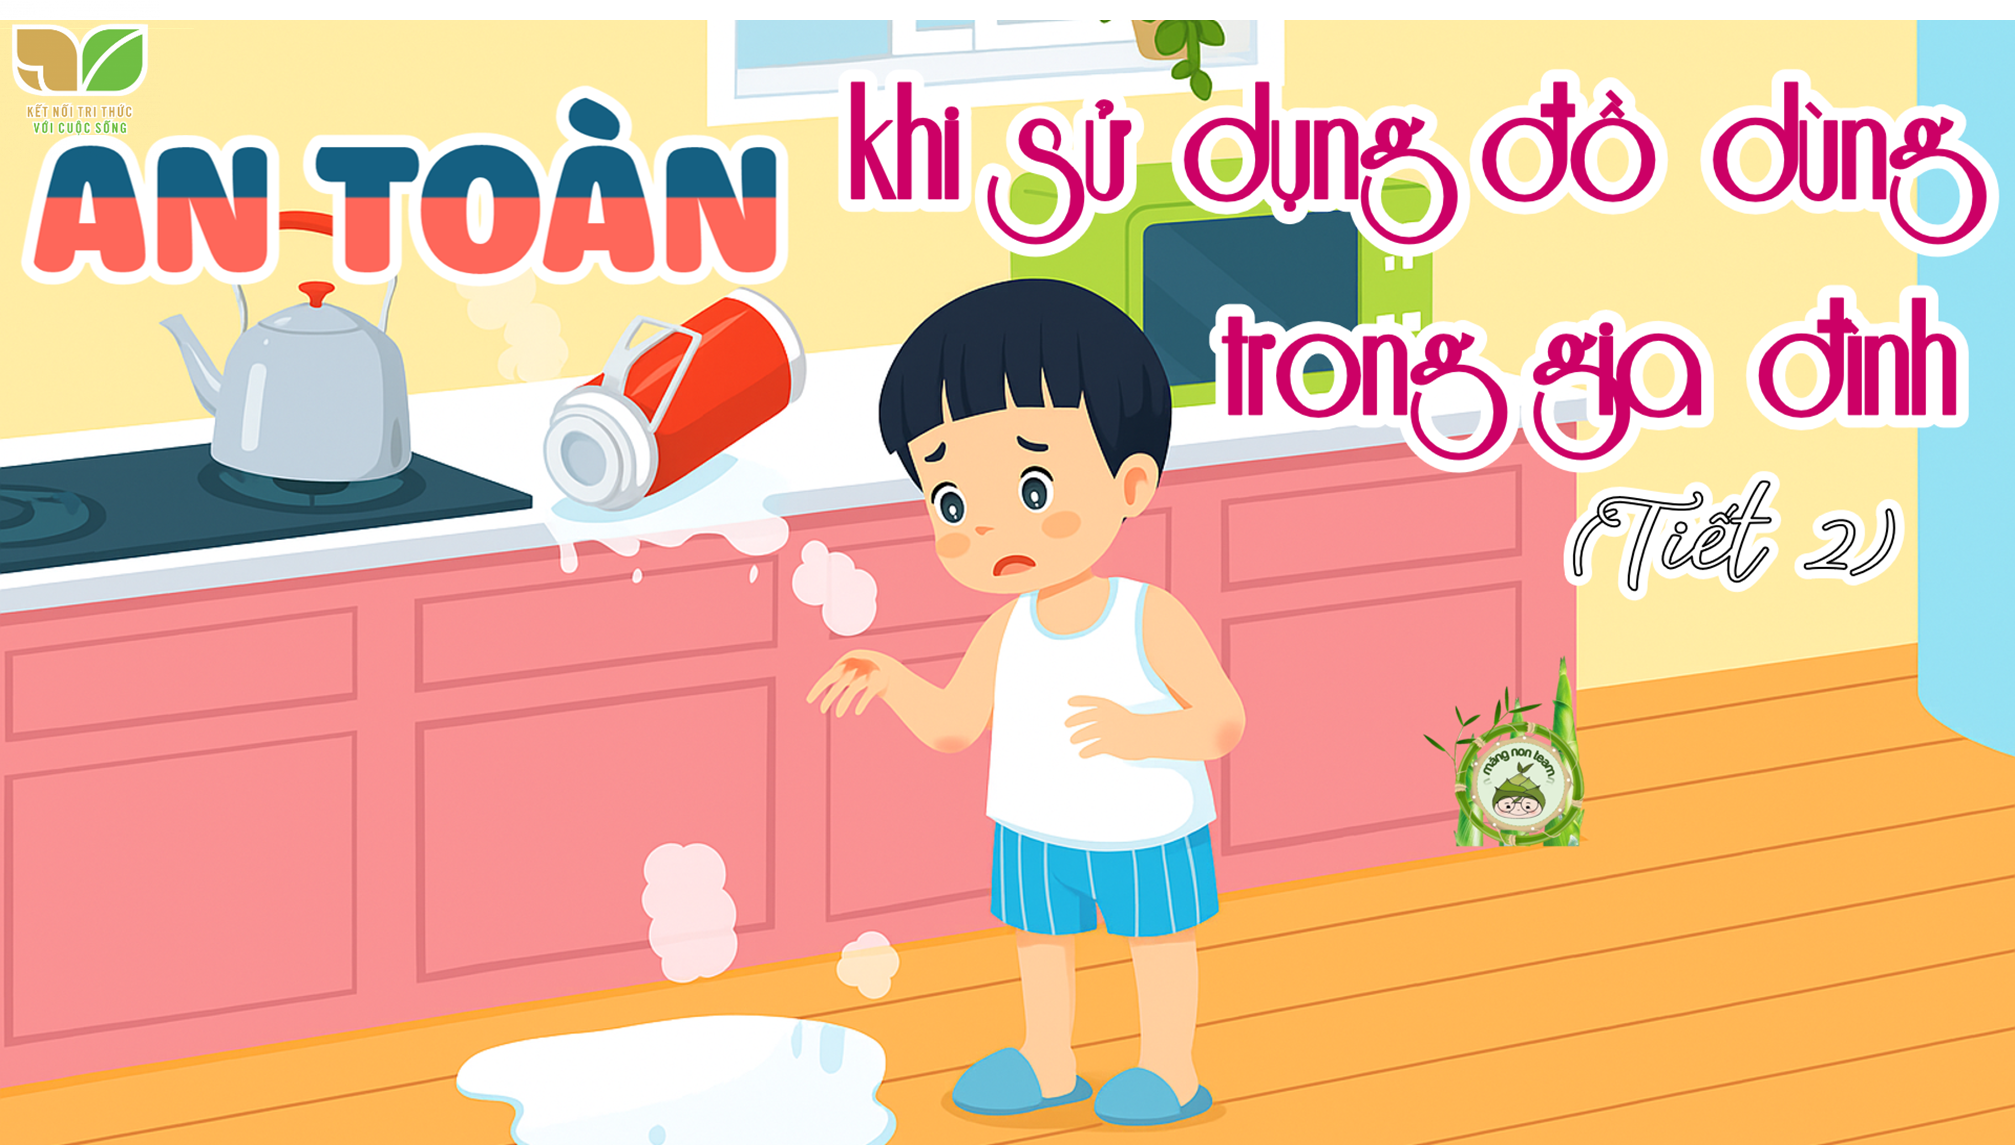 KẾT NỐI TRI THỨC
VỚI CUỘC SỐNG
AN TOÀN
khi sử dụng đồ dùng
trong gia đình
(Tiết 2)
măng non team